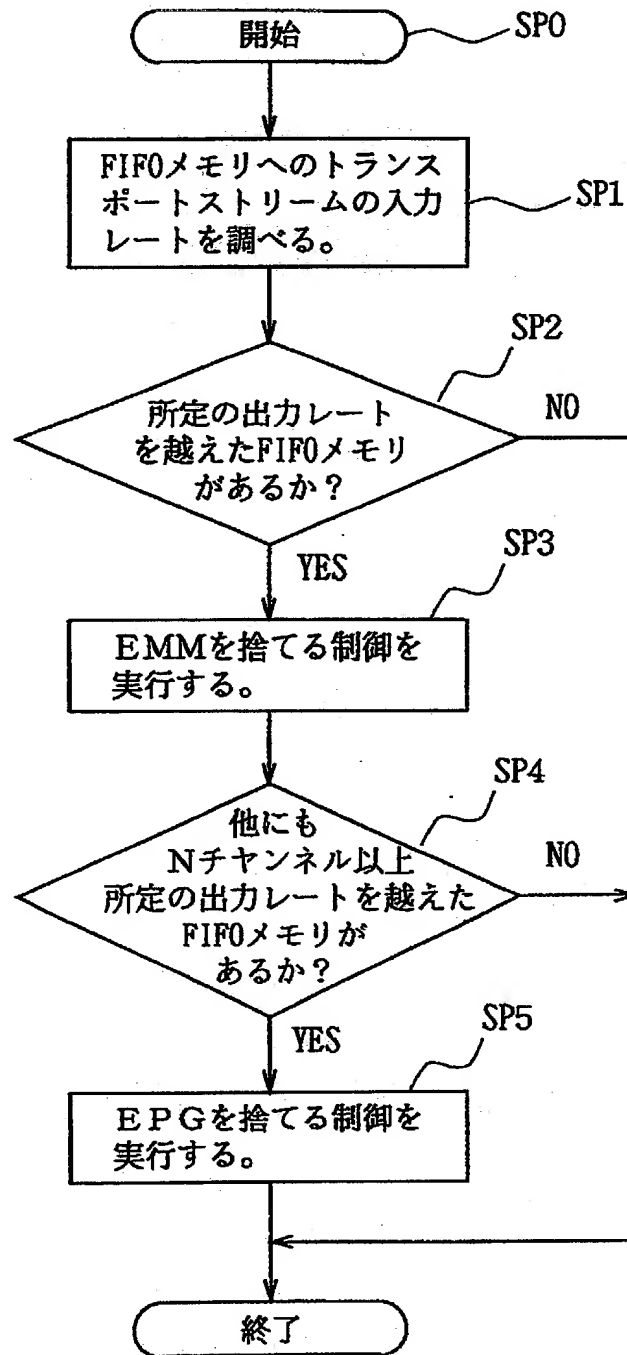 開始
SP0
FIFOメモリへのトランス
ポートストリームの入力
レートを調べる。
SP1
SP2
所定の出力レート
を越えたFIFOメモリ
があるか？
NO
YES
SP3
EMMを捨てる制御を
実行する。
SP4
他にも
Nチャンネル以上
所定の出力レートを越えた
FIFOメモリが
あるか？
NO
YES
SP5
EPGを捨てる制御を
実行する。
終了